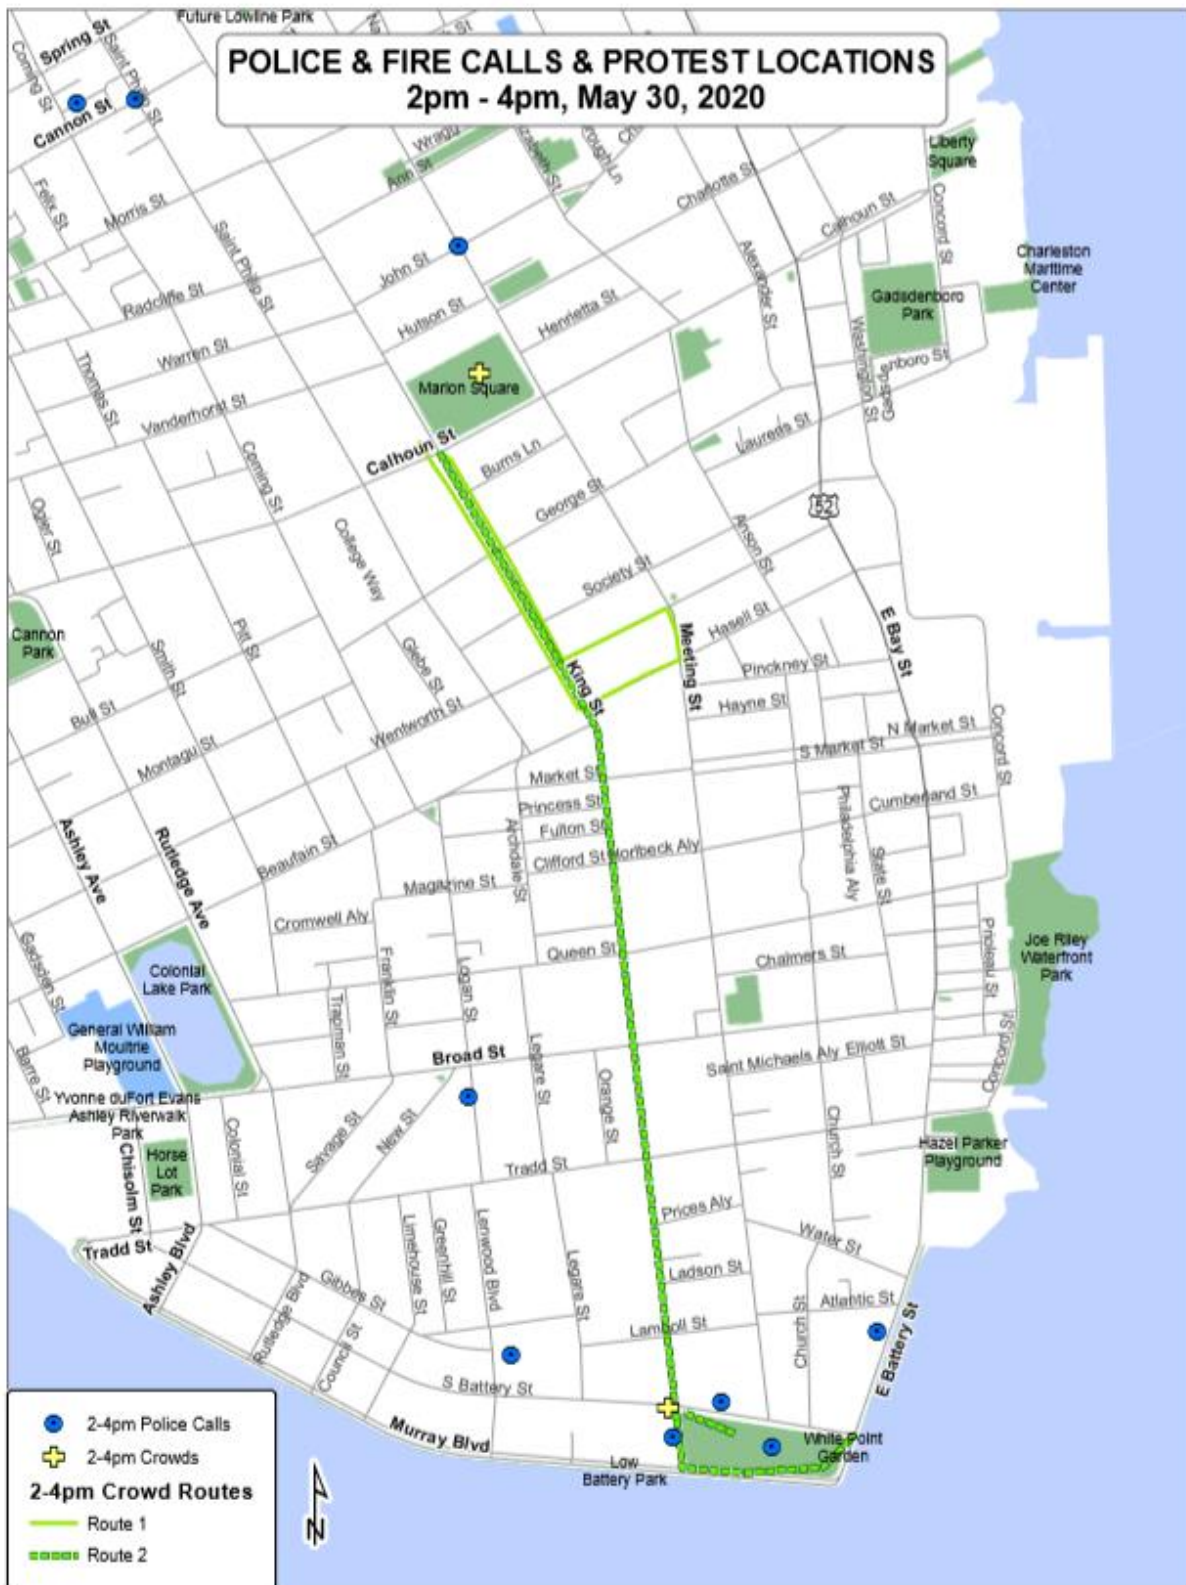 Future Lowline Park
Spring St
Coming St
Saint Philip St
POLICE & FIRE CALLS & PROTEST LOCATIONS
2pm - 4pm, May 30, 2020
Cannon St
Ann St
Liberty
Square
Charlotte St
Calhoun St
Concord St
Felix St
Morris St
Saint Philip St
John St
Alexander St
Charleston
Maritime
Center
Gadsdenboro
Park
Radcliffe St
Hutson St
Henrietta St
Washington St
Thomas St
Warren St
Marion Square
Vanderhorst St
Calhoun St
Burns Ln
Laurens St
Coming St
George St
52
Ogier St
College Way
Anson St
Society St
Cannon
Park
Pitt St
Smith St
Glebe St
King St
Meeting St
Hasell St
E Bay St
Pinckney St
Hayne St
Bull St
Wentworth St
Montagu St
N Market St
S Market St
Concord St
Market St
Princess St
Fulton St
Clifford St
Horlbeck Aly
Philadelphia Aly
Cumberland St
State St
Ashley Ave
Rutledge Ave
Beaufain St
Archdale St
Magazine St
Cromwell Aly
Queen St
Chalmers St
Prioleau St
Joe Riley
Waterfront
Park
Gadsden St
Colonial
Lake Park
Franklin St
Logan St
Trapman St
General William
Moultrie
Playground
Barre St
Broad St
Legare St
Orange St
Saint Michaels Aly
Elliott St
Concord St
Yvonne duFort Evans
Ashley Riverwalk
Park
Horse
Lot
Park
Colonial St
Savage St
New St
Church St
Hazel Parker
Playground
Chisolm St
Tradd St
Prices Aly
Water St
Tradd St
Ashley Blvd
Limehouse St
Greenhill St
Lenwood Blvd
Legare St
Ladson St
Gibbes St
Rutledge Blvd
Council St
Atlantic St
Lamboll St
Church St
E Battery St
S Battery St
Murray Blvd
White Point
Garden
Low
Battery Park
2-4pm Police Calls
2-4pm Crowds
2-4pm Crowd Routes
Route 1
Route 2
N